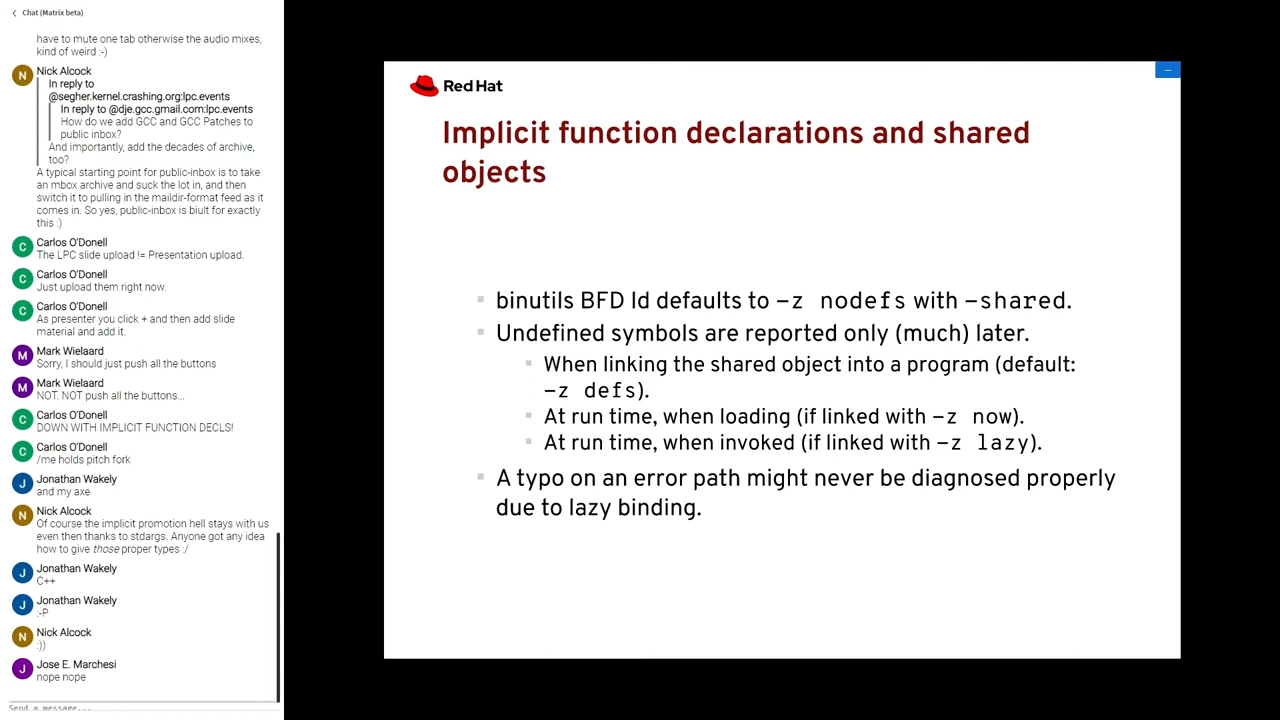 Chat (Matrix beta)
have to mute one tab otherwise the audio mixes,
kind of weird :-)
N
Nick Alcock
In reply to
@segher.kernel.crashing.org:lpc.events
In reply to @dje.gcc.gmail.com:lpc.events
How do we add GCC and GCC Patches to
public inbox?
And importantly, add the decades of archive,
too?
A typical starting point for public-inbox is to take
an mbox archive and suck the lot in, and then
switch it to pulling in the maildir-format feed as it
comes in. So yes, public-inbox is biult for exactly
this :)
C
Carlos O'Donell
The LPC slide upload != Presentation upload.
C
Carlos O'Donell
Just upload them right now.
C
Carlos O'Donell
As presenter you click + and then add slide
material and add it.
M
Mark Wielaard
Sorry, I should just push all the buttons
M
Mark Wielaard
NOT. NOT push all the buttons...
C
Carlos O'Donell
DOWN WITH IMPLICIT FUNCTION DECLS!
C
Carlos O'Donell
/me holds pitch fork
J
Jonathan Wakely
and my axe
N
Nick Alcock
Of course the implicit promotion hell stays with us
even then thanks to stdargs. Anyone got any idea
how to give those proper types :/
J
Jonathan Wakely
C++
J
Jonathan Wakely
:-P
N
Nick Alcock
:))
J
Jose E. Marchesi
nope nope
Send a message...
Red Hat
Implicit function declarations and shared
objects
binutils BFD ld defaults to -z nodefs with -shared.
Undefined symbols are reported only (much) later.
When linking the shared object into a program (default:
-z defs).
At run time, when loading (if linked with -z now).
At run time, when invoked (if linked with -z lazy).
A typo on an error path might never be diagnosed properly
due to lazy binding.